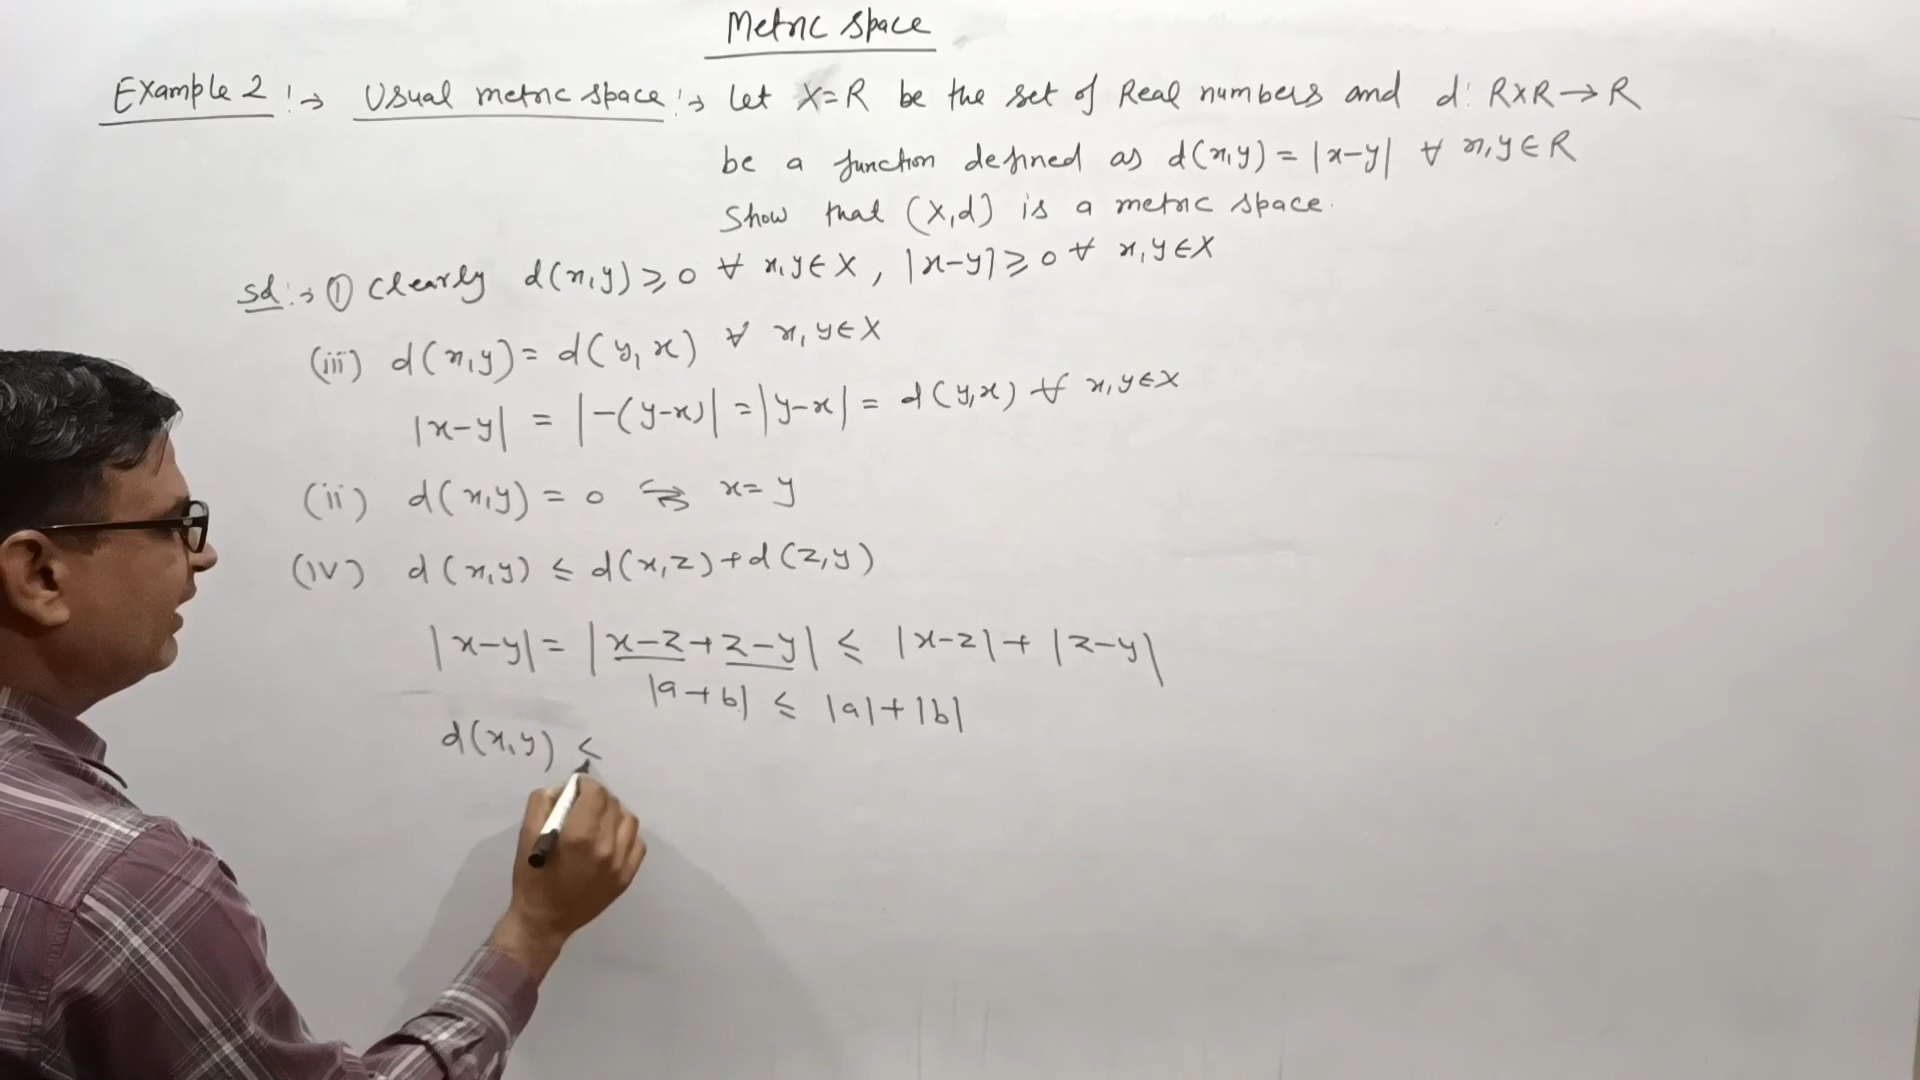 Metric space
Example 2 :→ Usual metric space :→ Let X=R be the set of Real numbers and d: R×R→R
be a function defined as d(x,y) = |x-y| ∀ x,y∈R
Show that (X,d) is a metric space.
Sol :→ ① Clearly d(x,y) ≥ 0 ∀ x,y∈X, |x-y| ≥ 0 ∀ x,y∈X
(iii) d(x,y) = d(y,x) ∀ x,y∈X
|x-y| = |-(y-x)| = |y-x| = d(y,x) ∀ x,y∈X
(ii) d(x,y) = 0 ⇔ x=y
(iv) d(x,y) ≤ d(x,z)+d(z,y)
|x-y| = |x-z+z-y| ≤ |x-z|+|z-y|
|a+b| ≤ |a|+|b|
d(x,y) ≤